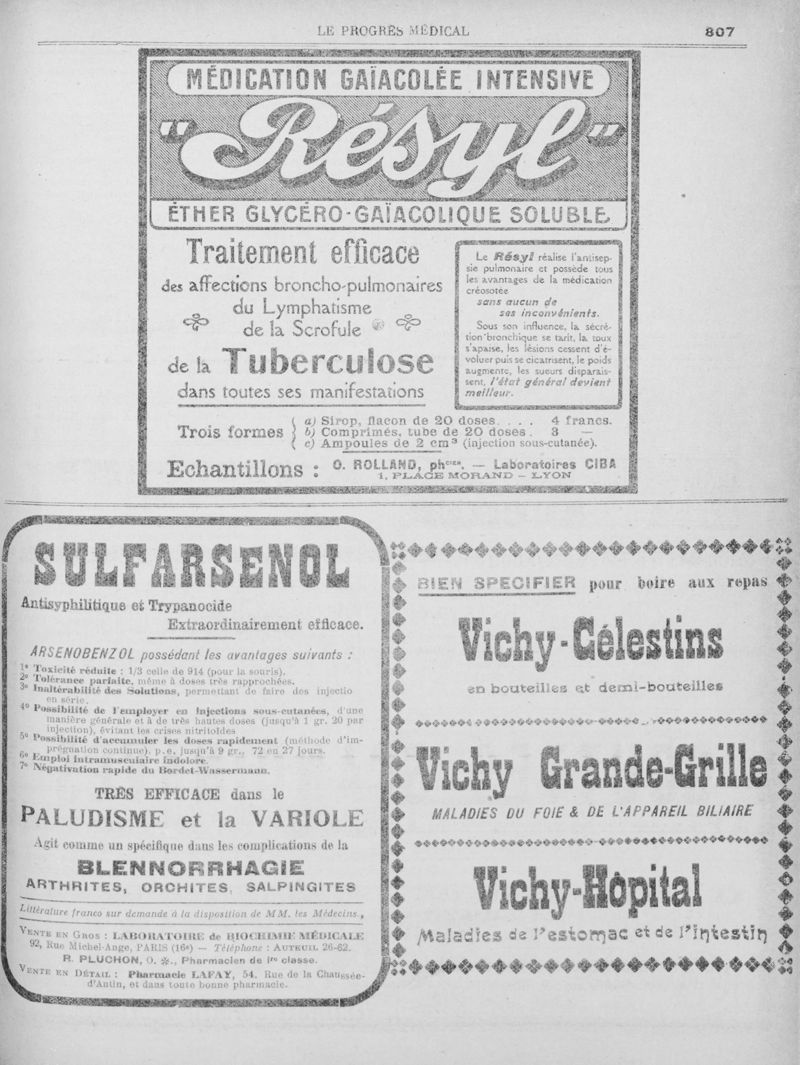 LE PROGRÈS MÉDICAL
807
MÉDICATION GAÏACOLÉE INTENSIVE
"Résyl"
ÉTHER GLYCÉRO-GAÏACOLIQUE SOLUBLE
Traitement efficace
des affections broncho-pulmonaires
du Lymphatisme
de la Scrofule
de la Tuberculose
dans toutes ses manifestations
Le Résyl réalise l'antisep-
sie pulmonaire et possède tous
les avantages de la médication
créosotée
sans aucun de
ses inconvénients.
Sous son influence, la sécré-
tion bronchique se tarit, la toux
s'apaise, les lésions cessent d'é-
voluer puis se cicatrisent, le poids
augmente, les sueurs disparais-
sent, l'état général devient
meilleur.
Trois formes
a) Sirop, flacon de 20 doses. . . . 4 francs.
b) Comprimés, tube de 20 doses . 3 —
c) Ampoules de 2 cm³ (injection sous-cutanée).
Echantillons : O. ROLLAND, phcien. — Laboratoires CIBA
1, PLACE MORAND — LYON
SULFARSENOL
Antisyphilitique et Trypanocide
Extraordinairement efficace.
ARSENOBENZOL possédant les avantages suivants :
1° Toxicité réduite : 1/3 celle de 914 (pour la souris).
2° Tolérance parfaite, même à doses très rapprochées.
3° Inaltérabilité des Solutions, permettant de faire des injectio
en série.
4° Possibilité de l'employer en injections sous-cutanées, d'une
manière générale et à de très hautes doses (jusqu'à 1 gr. 20 par
injection), évitant les crises nitritoïdes
5° Possibilité d'accumuler les doses rapidement (méthode d'im-
prégnation continue). p. e. jusqu'à 9 gr., 72 en 27 jours.
6° Emploi intramusculaire indolore.
7° Négativation rapide du Bordet-Wassermann.
TRÈS EFFICACE dans le
PALUDISME et la VARIOLE
Agit comme un spécifique dans les complications de la
BLENNORRHAGIE
ARTHRITES, ORCHITES, SALPINGITES
Littérature franco sur demande à la disposition de MM. les Médecins.,
VENTE EN GROS : LABORATOIRE de BIOCHIMIE MÉDICALE
92, Rue Michel-Ange, PARIS (16e) — Téléphone : AUTEUIL 26-62.
R. PLUCHON, O. ✻., Pharmacien de 1re classe.
VENTE EN DÉTAIL : Pharmacie LAFAY, 54, Rue de la Chaussée-
d'Antin, et dans toute bonne pharmacie.
BIEN SPECIFIER pour boire aux repas
Vichy-Célestins
en bouteilles et demi-bouteilles
Vichy Grande-Grille
MALADIES DU FOIE & DE L'APPAREIL BILIAIRE
Vichy-Hôpital
Maladies de l'estomac et de l'intestin